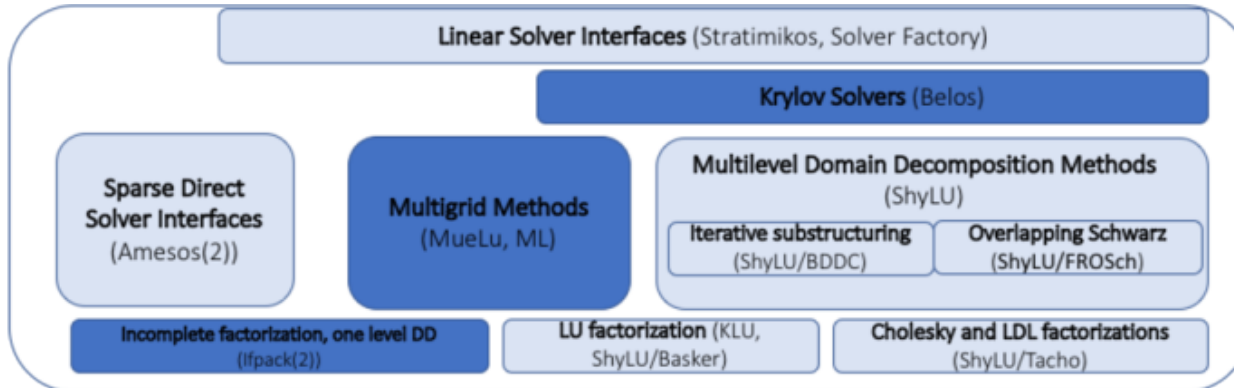 Linear Solver Interfaces (Stratimikos, Solver Factory)
Krylov Solvers (Belos)
Sparse Direct
Solver Interfaces
(Amesos(2))
Multigrid Methods
(MueLu, ML)
Multilevel Domain Decomposition Methods
(ShyLU)
Iterative substructuring
(ShyLU/BDDC)
Overlapping Schwarz
(ShyLU/FROSch)
Incomplete factorization, one level DD
(Ifpack(2))
LU factorization (KLU,
ShyLU/Basker)
Cholesky and LDL factorizations
(ShyLU/Tacho)